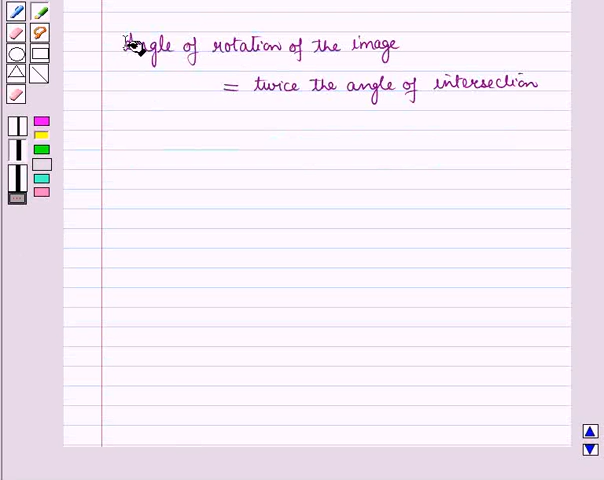 Angle of rotation of the image
= twice the angle of intersection